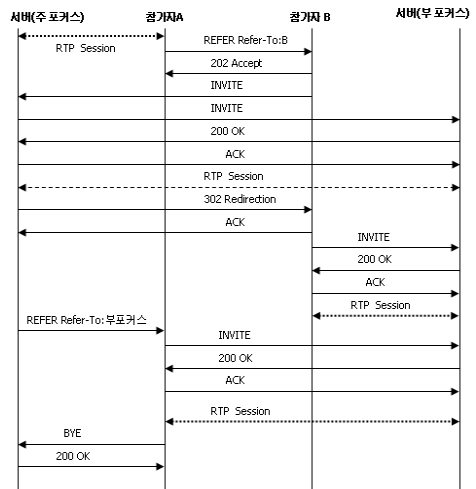 서버(주 포커스)
참가자A
참가자 B
서버(부 포커스)
RTP Session
REFER Refer-To:B
202 Accept
INVITE
INVITE
200 OK
ACK
RTP Session
302 Redirection
ACK
INVITE
200 OK
ACK
RTP Session
REFER Refer-To:부포커스
INVITE
200 OK
ACK
RTP Session
BYE
200 OK